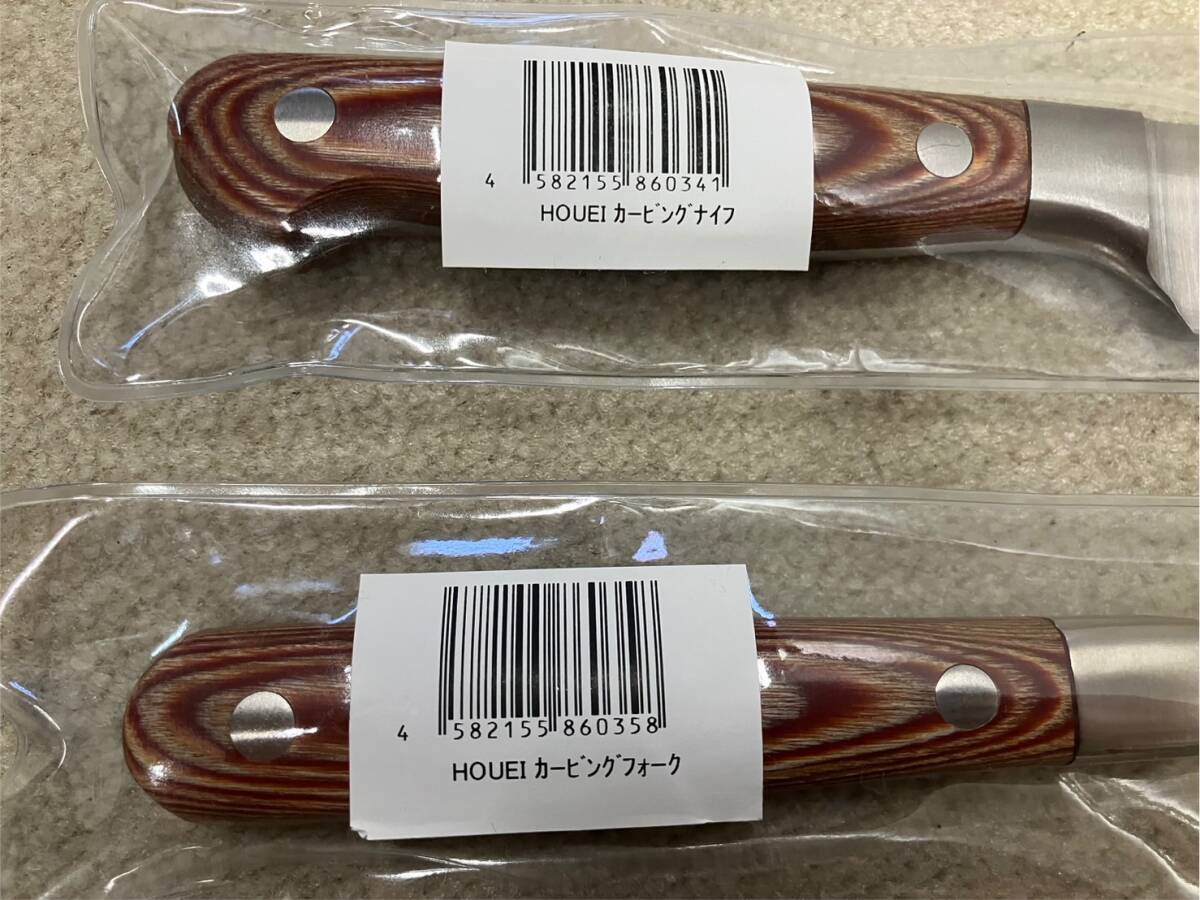 4 582155 860341
HOUEI ｶｰﾋﾞﾝｸﾞﾅｲﾌ
4 582155 860358
HOUEI ｶｰﾋﾞﾝｸﾞﾌｫｰｸ